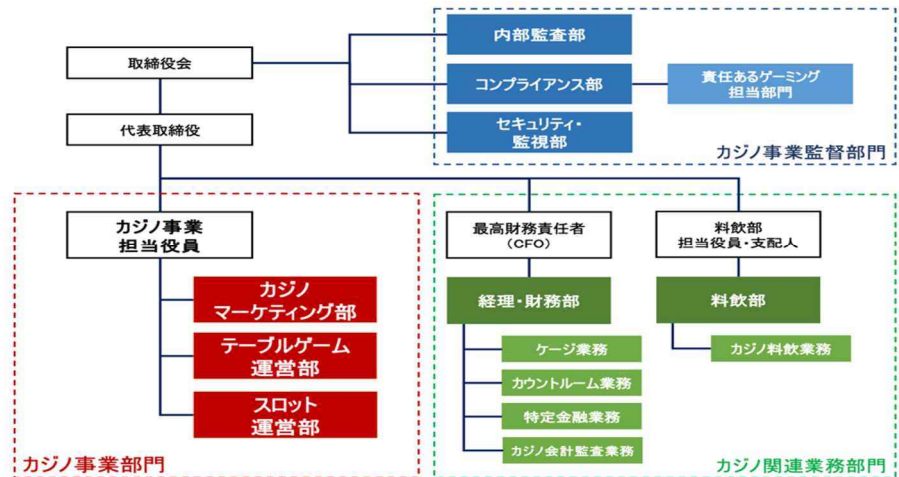 内部監査部
取締役会
コンプライアンス部
責任あるゲーミング
担当部門
代表取締役
セキュリティ・
監視部
カジノ事業監督部門
カジノ事業
担当役員
最高財務責任者
(CFO)
料飲部
担当役員・支配人
カジノ
マーケティング部
経理・財務部
料飲部
テーブルゲーム
運営部
ケージ業務
カジノ料飲業務
カウントルーム業務
スロット
運営部
特定金融業務
カジノ会計監査業務
カジノ事業部門
カジノ関連業務部門